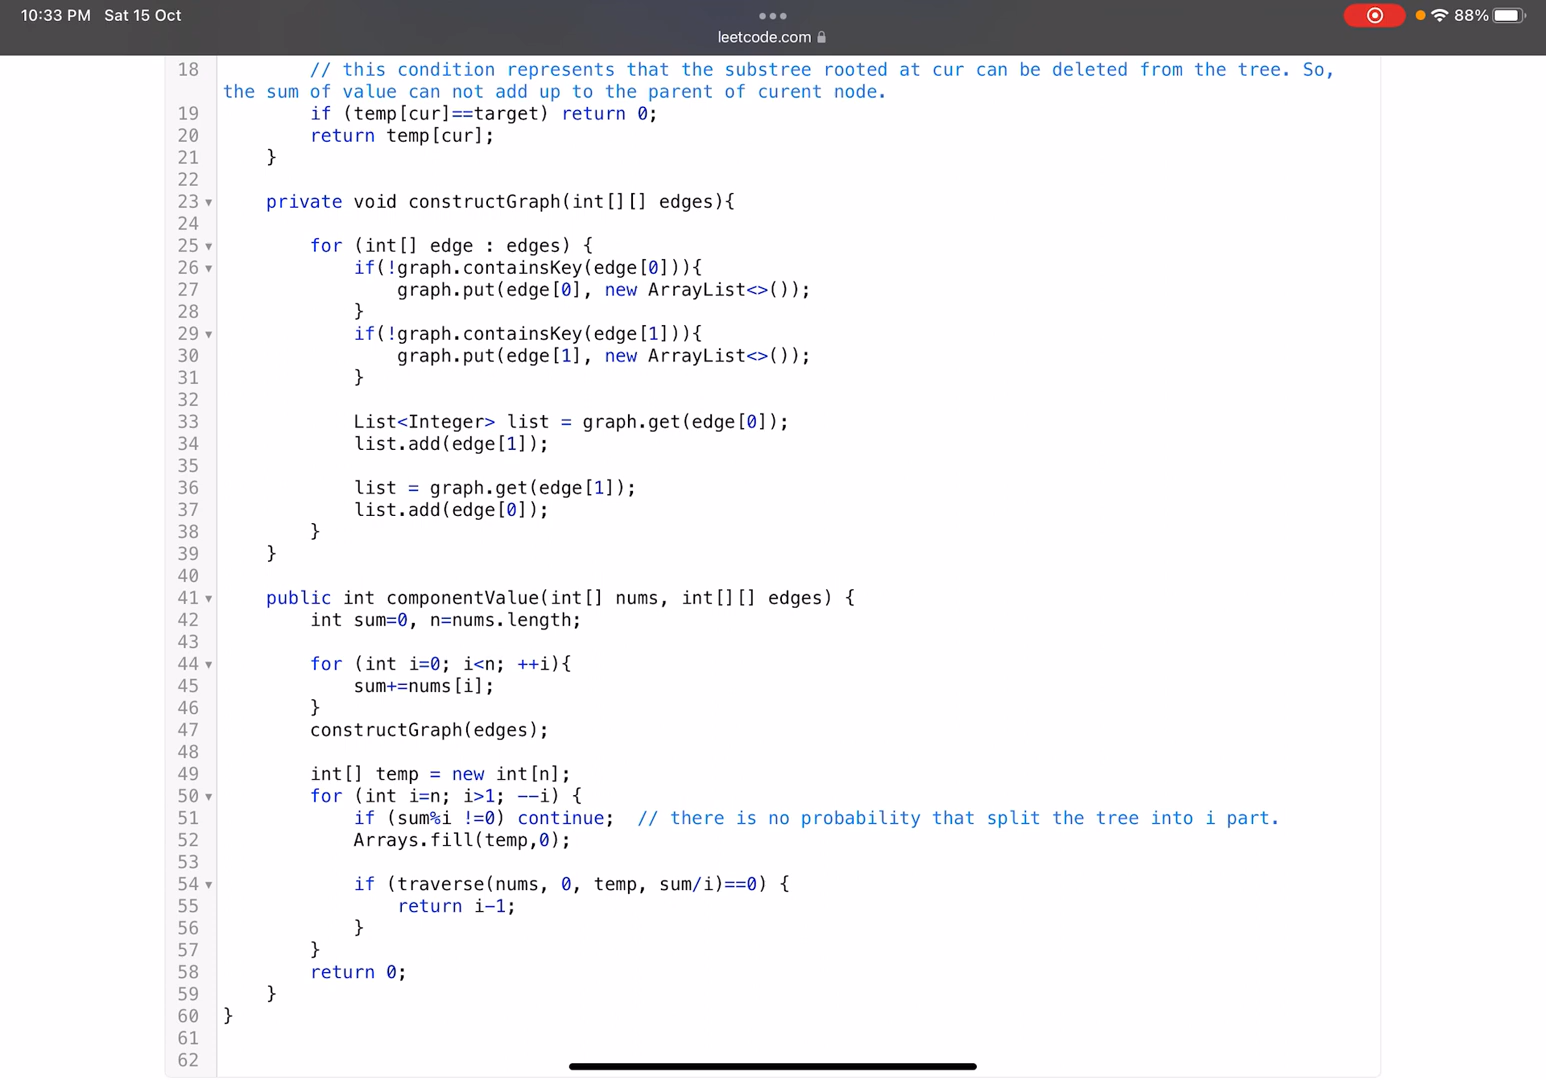 10:33 PM Sat 15 Oct
leetcode.com
88%
18 // this condition represents that the substree rooted at cur can be deleted from the tree. So,
the sum of value can not add up to the parent of curent node.
19 if (temp[cur]==target) return 0;
20 return temp[cur];
21 }
22
23 private void constructGraph(int[][] edges){
24
25 for (int[] edge : edges) {
26 if(!graph.containsKey(edge[0])){
27 graph.put(edge[0], new ArrayList<>());
28 }
29 if(!graph.containsKey(edge[1])){
30 graph.put(edge[1], new ArrayList<>());
31 }
32
33 List<Integer> list = graph.get(edge[0]);
34 list.add(edge[1]);
35
36 list = graph.get(edge[1]);
37 list.add(edge[0]);
38 }
39 }
40
41 public int componentValue(int[] nums, int[][] edges) {
42 int sum=0, n=nums.length;
43
44 for (int i=0; i<n; ++i){
45 sum+=nums[i];
46 }
47 constructGraph(edges);
48
49 int[] temp = new int[n];
50 for (int i=n; i>1; --i) {
51 if (sum%i !=0) continue; // there is no probability that split the tree into i part.
52 Arrays.fill(temp,0);
53
54 if (traverse(nums, 0, temp, sum/i)==0) {
55 return i-1;
56 }
57 }
58 return 0;
59 }
60 }
61
62